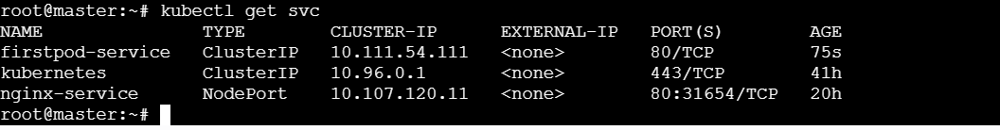 root@master:~# kubectl get svc
NAME                TYPE        CLUSTER-IP      EXTERNAL-IP   PORT(S)        AGE
firstpod-service    ClusterIP   10.111.54.111   <none>        80/TCP         75s
kubernetes          ClusterIP   10.96.0.1       <none>        443/TCP        41h
nginx-service       NodePort    10.107.120.11   <none>        80:31654/TCP   20h
root@master:~#